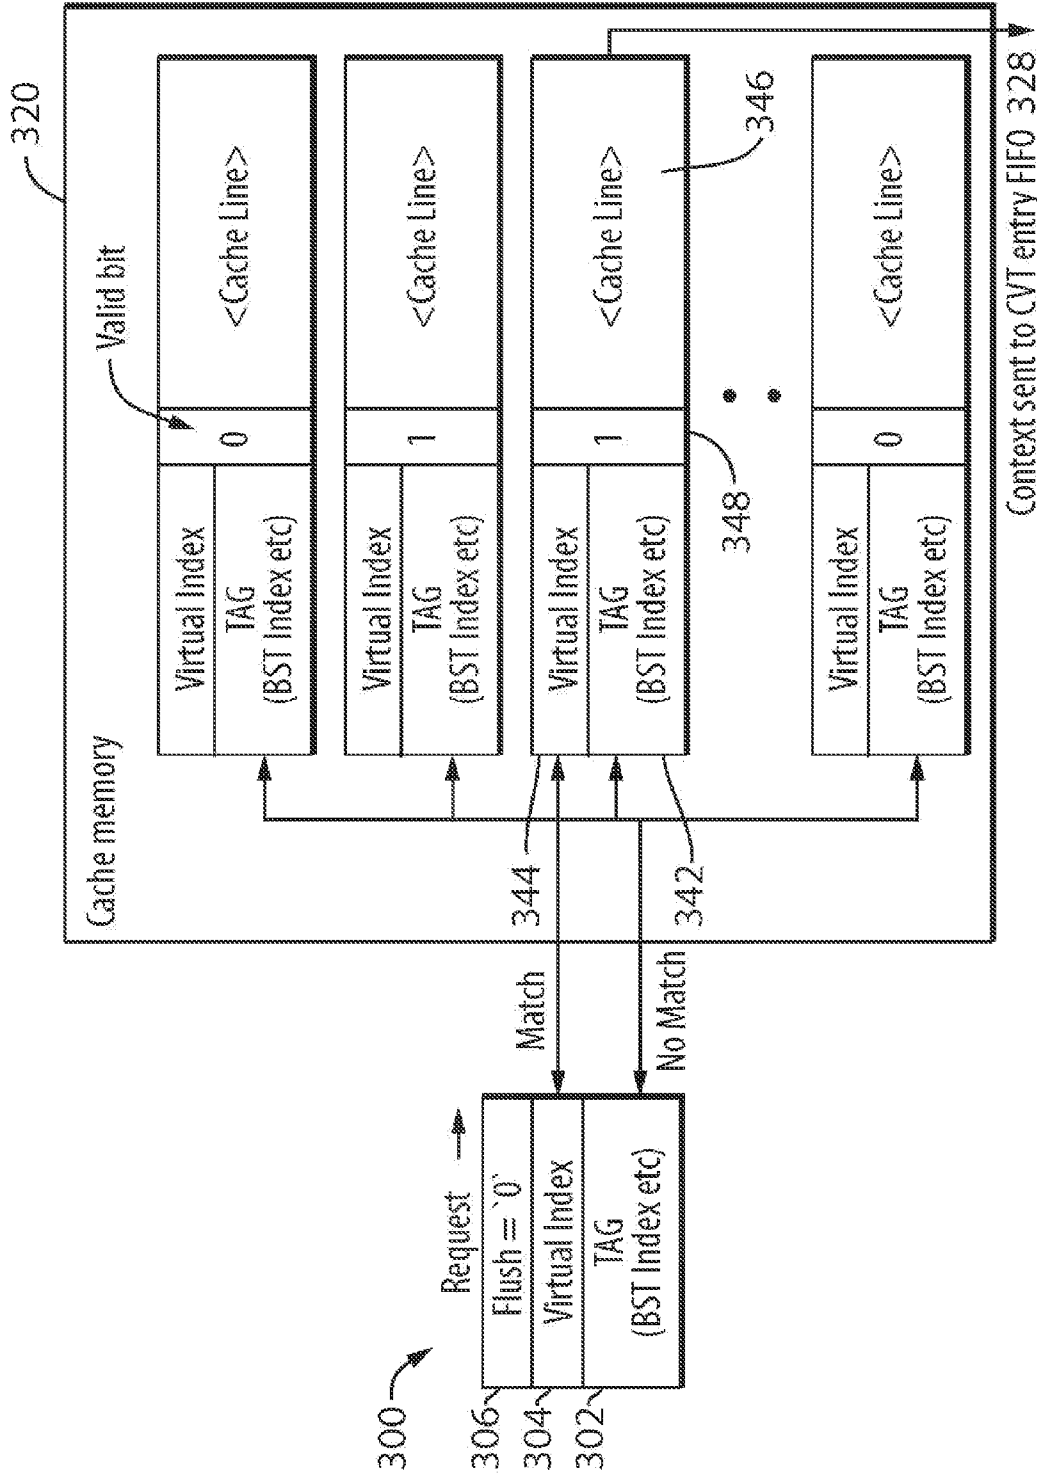 320
Cache memory
Valid bit
Virtual Index
TAG
(BST Index etc)
0
<Cache Line>
Virtual Index
TAG
(BST Index etc)
1
<Cache Line>
300
Request
306
Flush = `0`
304
Virtual Index
302
TAG
(BST Index etc)
Match
No Match
344
342
Virtual Index
TAG
(BST Index etc)
1
<Cache Line>
348
346
Virtual Index
TAG
(BST Index etc)
0
<Cache Line>
Context sent to CVT entry FIFO 328